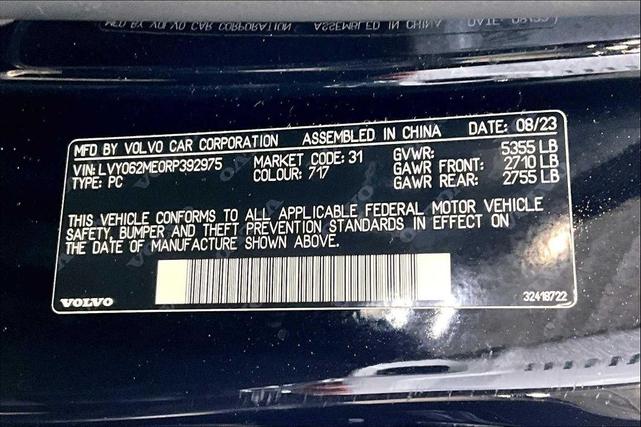 MFD BY VOLVO CAR CORPORATION ASSEMBLED IN CHINA DATE: 08/23
VIN: LVY062ME0RP392975 MARKET CODE: 31 GVWR: 5355 LB
TYPE: PC COLOUR: 717 GAWR FRONT: 2710 LB
GAWR REAR: 2755 LB
THIS VEHICLE CONFORMS TO ALL APPLICABLE FEDERAL MOTOR VEHICLE
SAFETY, BUMPER AND THEFT PREVENTION STANDARDS IN EFFECT ON
THE DATE OF MANUFACTURE SHOWN ABOVE.
VOLVO 32418722